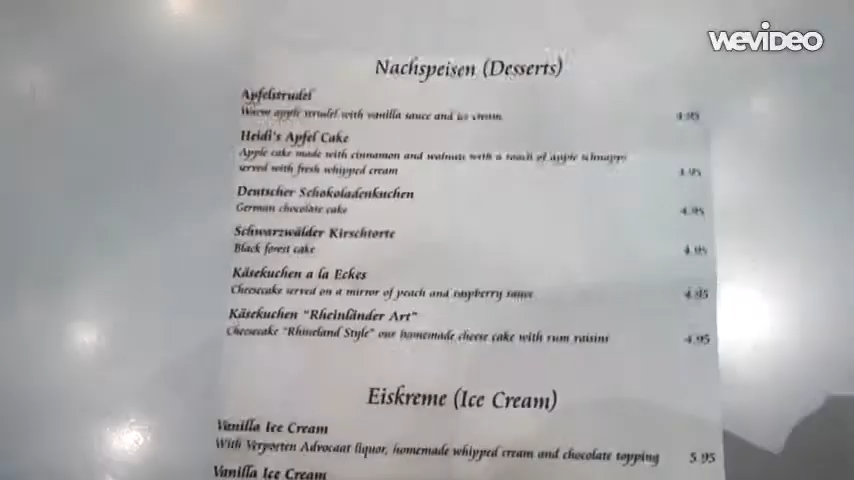 WEVIDEO
Nachspeisen (Desserts)
Apfelstrudel
Warm apple strudel with vanilla sauce and ice cream 4.95
Heidi's Apfel Cake
Apple cake made with cinnamon and walnuts with a touch of apple schnapps
served with fresh whipped cream 4.95
Deutscher Schokoladenkuchen
German chocolate cake 4.95
Schwarzwälder Kirschtorte
Black forest cake 4.95
Käsekuchen a la Eckes
Cheesecake served on a mirror of peach and raspberry sauce 4.95
Käsekuchen "Rheinländer Art"
Cheesecake "Rhineland Style" our homemade cheese cake with rum raisins 4.95
Eiskreme (Ice Cream)
Vanilla Ice Cream
With Verporten Advocaat liquor, homemade whipped cream and chocolate topping 5.95
Vanilla Ice Cream